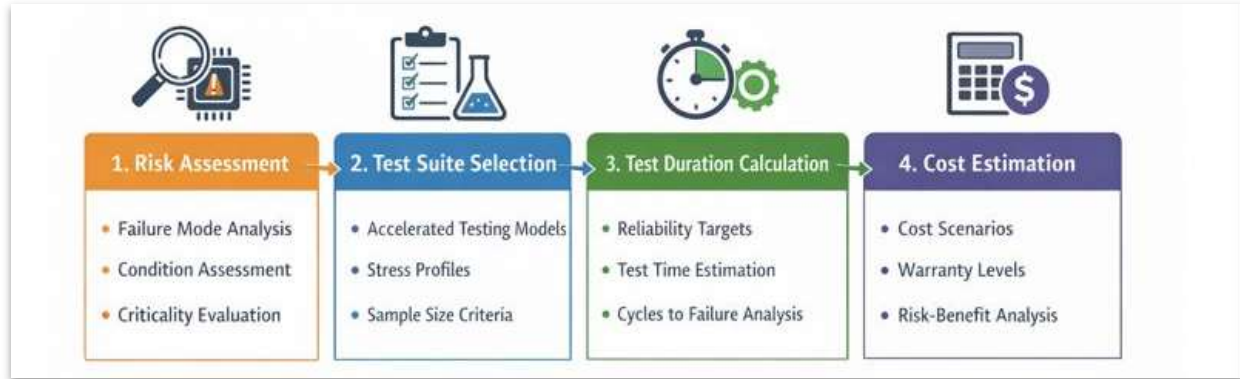 1. Risk Assessment
• Failure Mode Analysis
• Condition Assessment
• Criticality Evaluation
2. Test Suite Selection
• Accelerated Testing Models
• Stress Profiles
• Sample Size Criteria
3. Test Duration Calculation
• Reliability Targets
• Test Time Estimation
• Cycles to Failure Analysis
$
4. Cost Estimation
• Cost Scenarios
• Warranty Levels
• Risk-Benefit Analysis